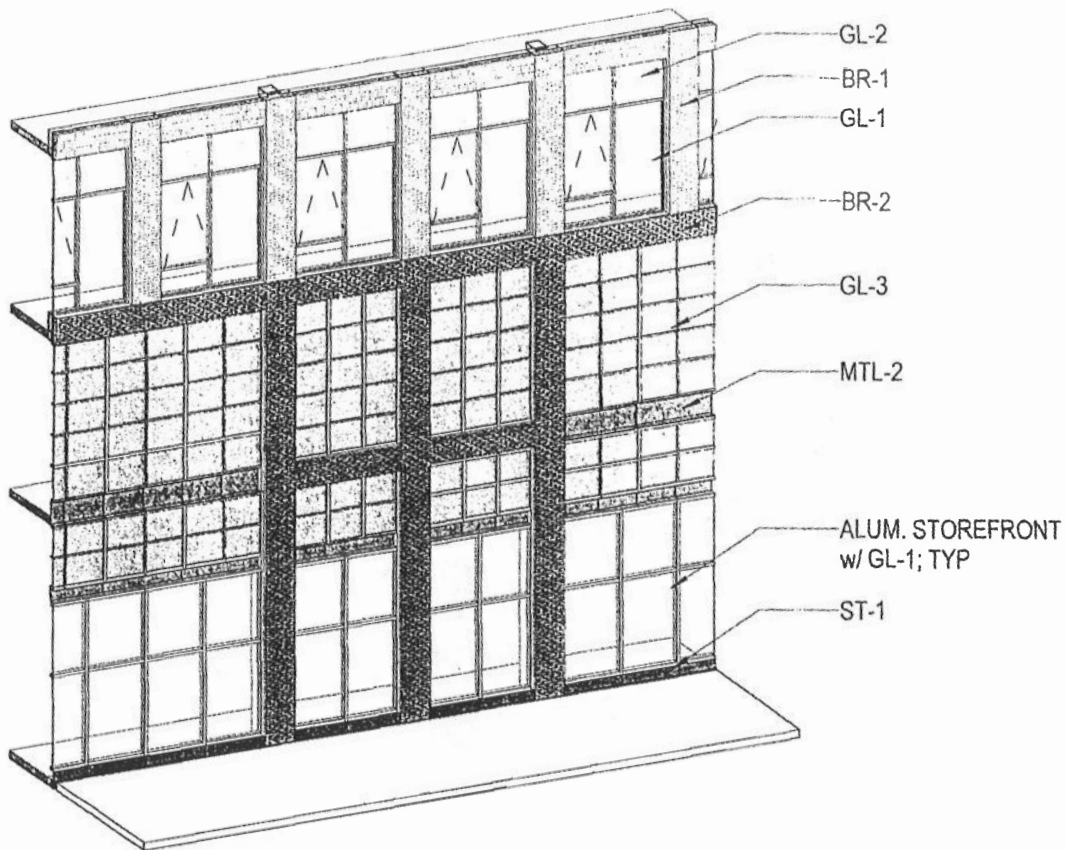 GL-2
BR-1
GL-1
BR-2
GL-3
MTL-2
ALUM. STOREFRONT
w/ GL-1; TYP
ST-1